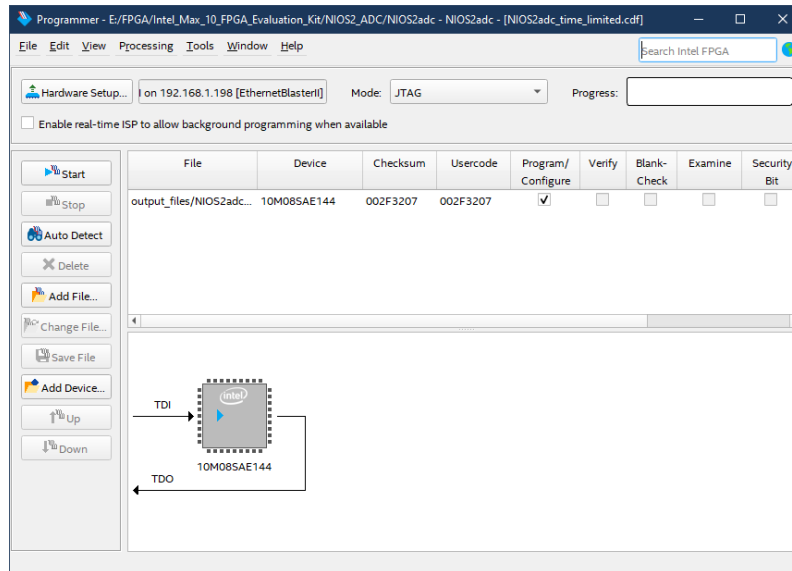 Programmer - E:/FPGA/Intel_Max_10_FPGA_Evaluation_Kit/NIOS2_ADC/NIOS2adc - NIOS2adc - [NIOS2adc_time_limited.cdf]
File Edit View Processing Tools Window Help
Search Intel FPGA
Hardware Setup... on 192.168.1.198 [EthernetBlasterII] Mode: JTAG Progress:
Enable real-time ISP to allow background programming when available
Start
Stop
Auto Detect
Delete
Add File...
Change File...
Save File
Add Device...
Up
Down
File Device Checksum Usercode Program/ Verify Blank- Examine Security
Configure Check Bit
output_files/NIOS2adc... 10M08SAE144 002F3207 002F3207
intel
TDI
10M08SAE144
TDO